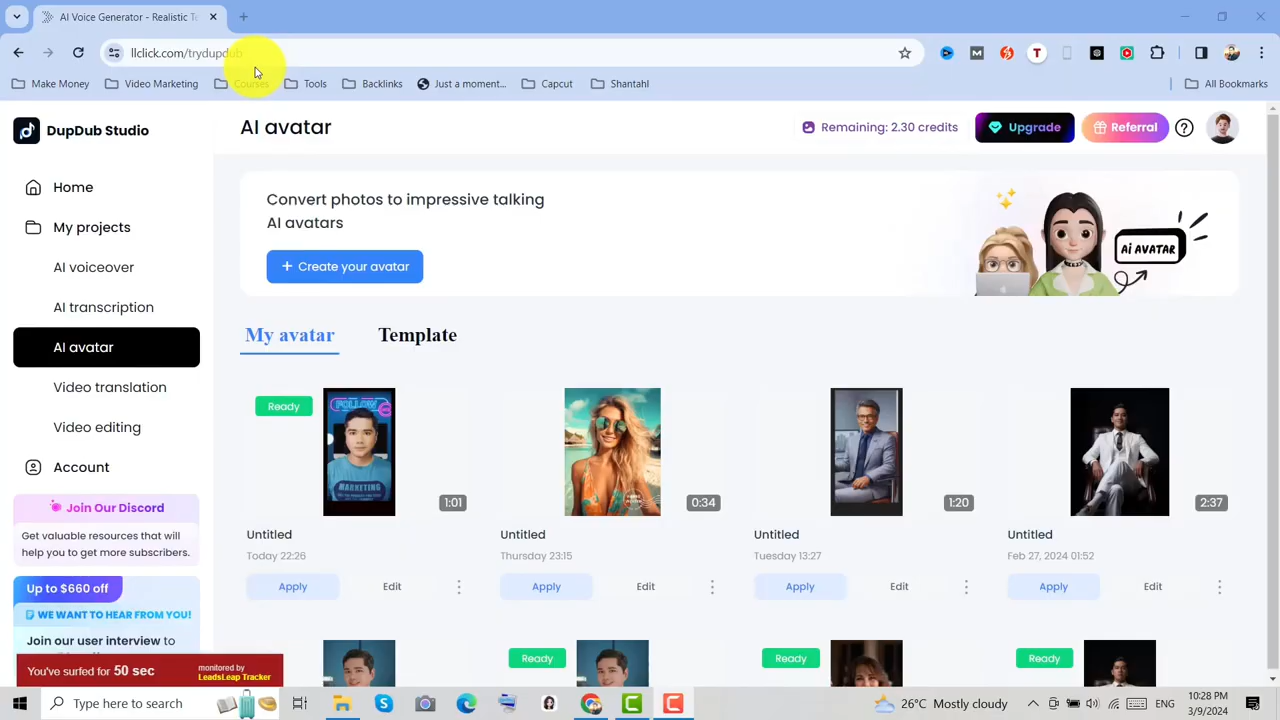 AI Voice Generator - Realistic Te
llclick.com/trydupdub
Make Money
Video Marketing
Courses
Tools
Backlinks
Just a moment...
Capcut
Shantahl
All Bookmarks
DupDub Studio
AI avatar
Remaining: 2.30 credits
Upgrade
Referral
Home
My projects
AI voiceover
AI transcription
AI avatar
Video translation
Video editing
Account
Join Our Discord
Get valuable resources that will
help you to get more subscribers.
Up to $660 off
WE WANT TO HEAR FROM YOU!
Join our user interview to
You've surfed for 50 sec
monitored by
LeadsLeap Tracker
Convert photos to impressive talking
AI avatars
+ Create your avatar
Ai AVATAR
My avatar
Template
Ready
FOLLOW
MARKETING
1:01
0:34
1:20
2:37
Untitled
Untitled
Untitled
Untitled
Today 22:26
Thursday 23:15
Tuesday 13:27
Feb 27, 2024 01:52
Apply
Edit
Apply
Edit
Apply
Edit
Apply
Edit
Ready
Ready
Ready
Type here to search
26°C Mostly cloudy
ENG
10:28 PM
3/9/2024